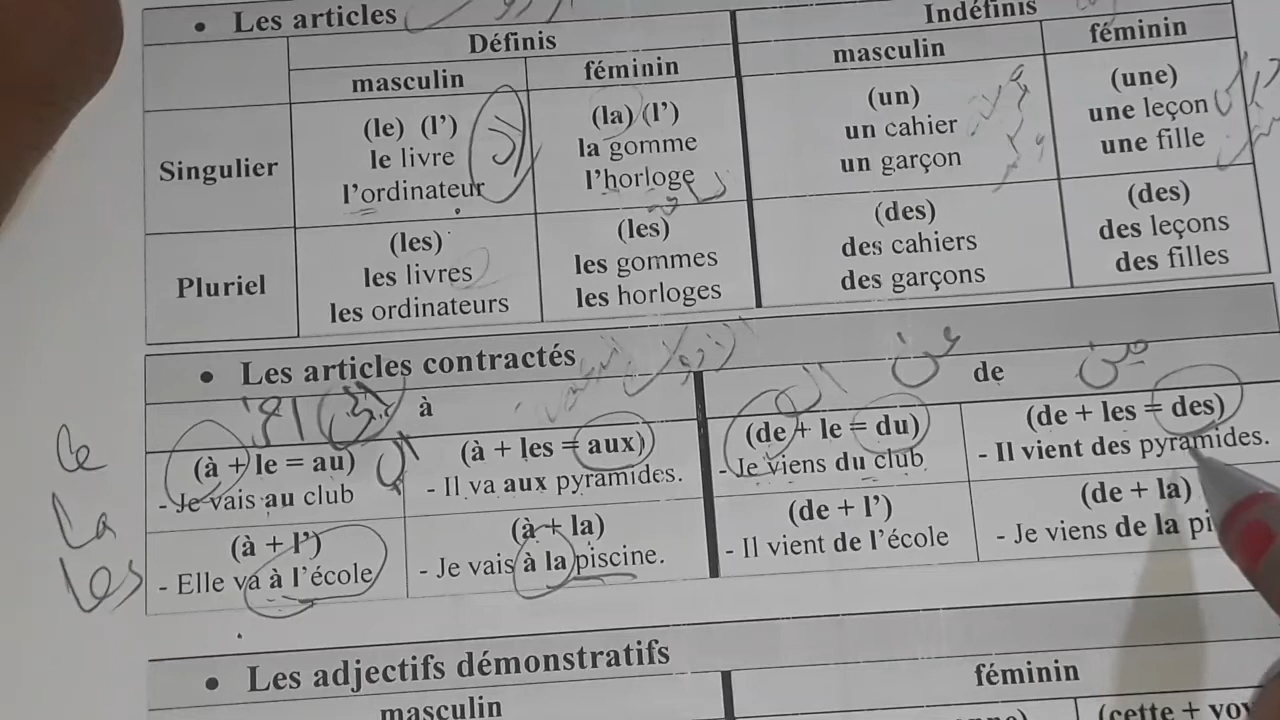 • Les articles
Définis
Indéfinis
masculin
féminin
masculin
féminin
Singulier
(le) (l')
le livre
l'ordinateur
(la) (l')
la gomme
l'horloge
(un)
un cahier
un garçon
(une)
une leçon
une fille
Pluriel
(les)
les livres
les ordinateurs
(les)
les gommes
les horloges
(des)
des cahiers
des garçons
(des)
des leçons
des filles
• Les articles contractés
à
de
من
عن
(à + le = au)
- Je vais au club
(à + les = aux)
- Il va aux pyramides.
(de + le = du)
- Je viens du club
(de + les = des)
- Il vient des pyramides.
(à + l')
- Elle va à l'école
(à + la)
- Je vais à la piscine.
(de + l')
- Il vient de l'école
(de + la)
- Je viens de la
Le
La
Les
• Les adjectifs démonstratifs
masculin
féminin
(cette +